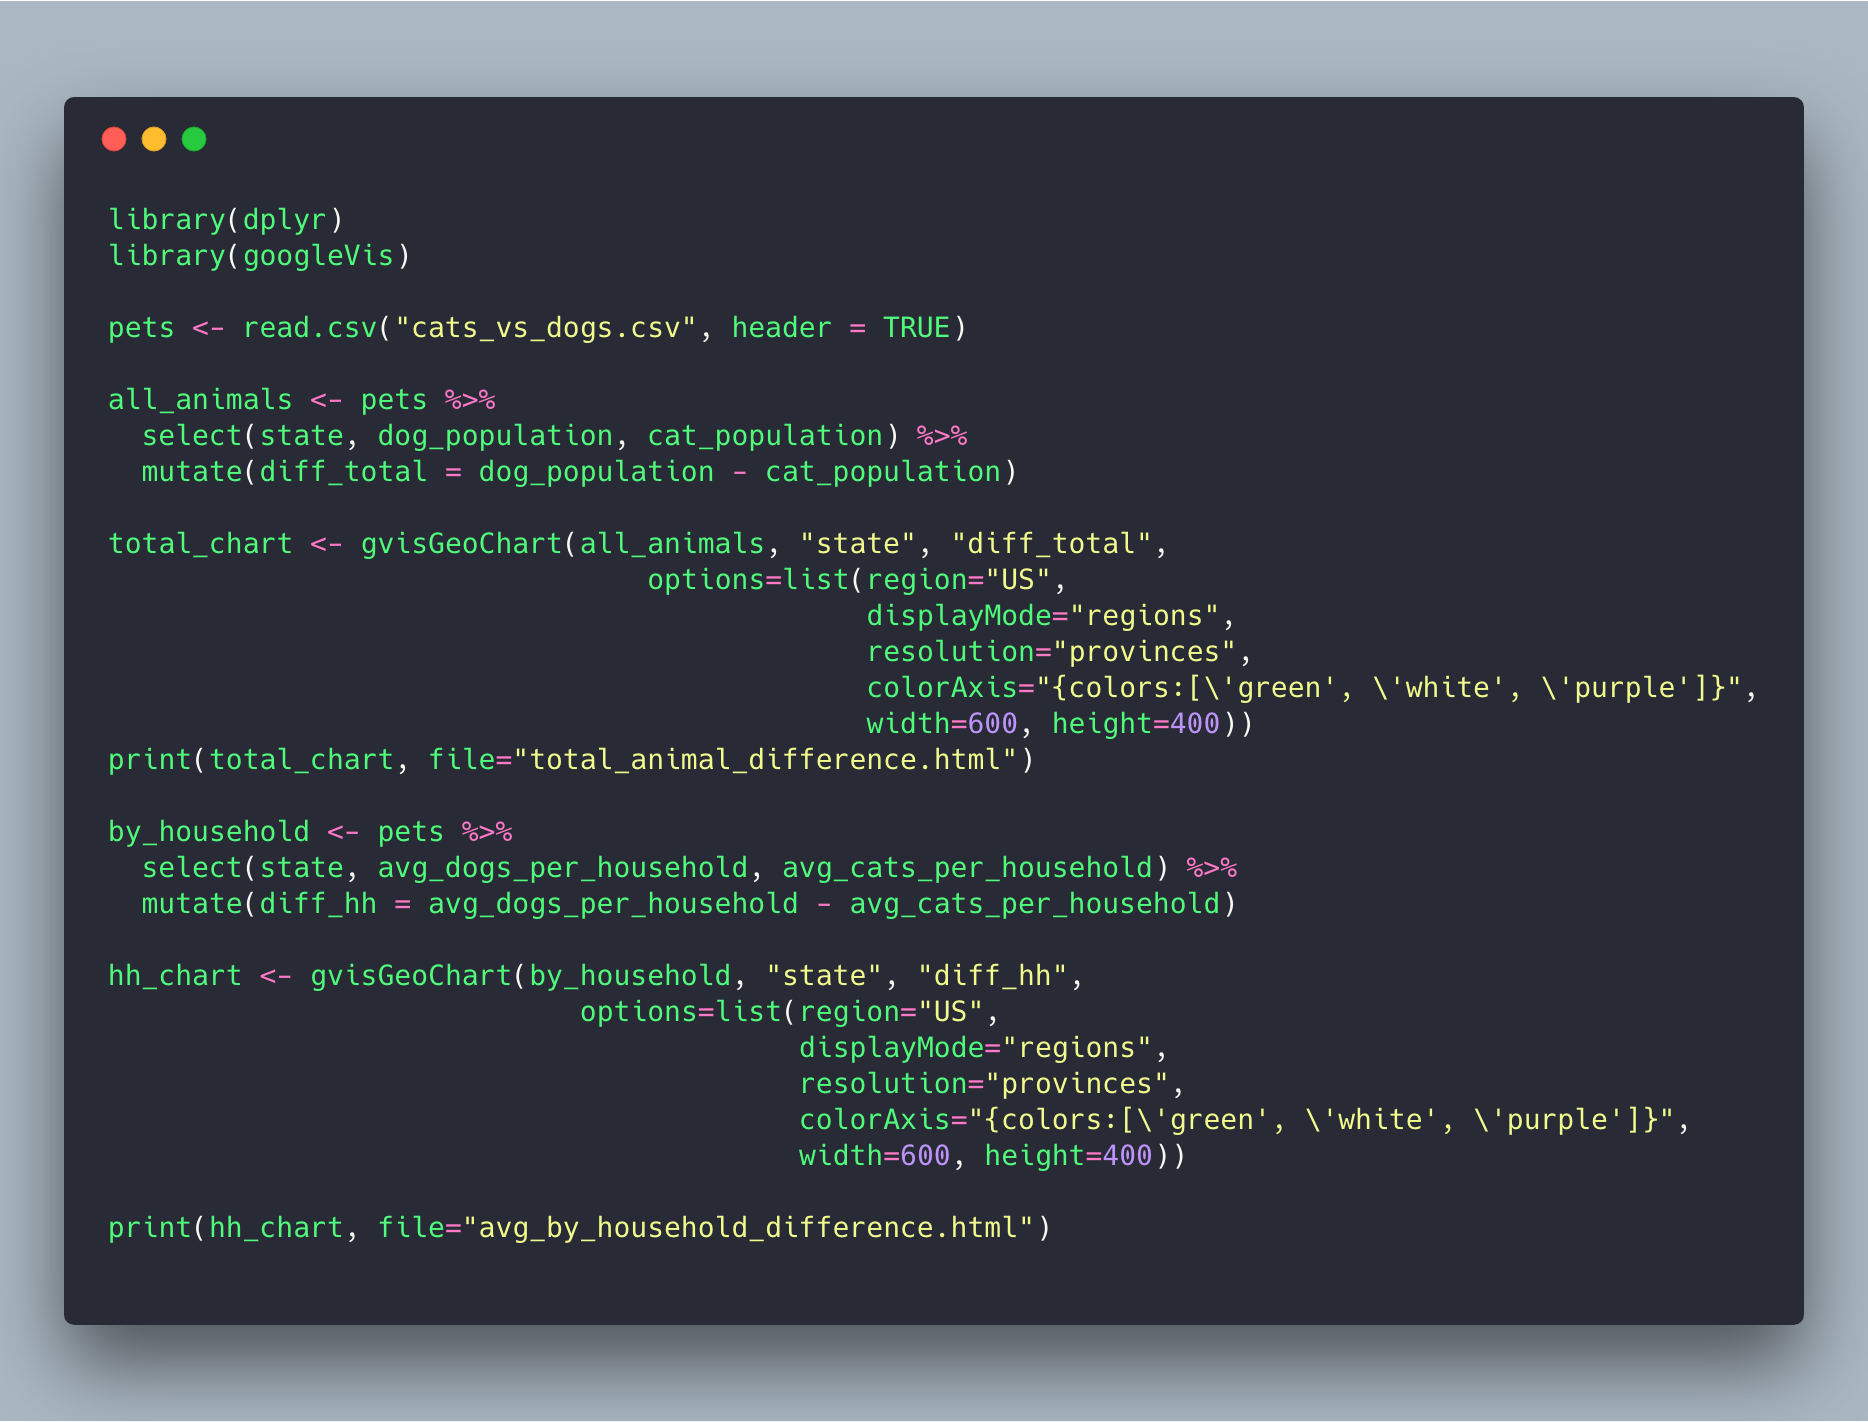 library(dplyr)
library(googleVis)

pets <- read.csv("cats_vs_dogs.csv", header = TRUE)

all_animals <- pets %>%
  select(state, dog_population, cat_population) %>%
  mutate(diff_total = dog_population - cat_population)

total_chart <- gvisGeoChart(all_animals, "state", "diff_total",
                                options=list(region="US",
                                             displayMode="regions",
                                             resolution="provinces",
                                             colorAxis="{colors:[\'green', \'white', \'purple']}",
                                             width=600, height=400))
print(total_chart, file="total_animal_difference.html")

by_household <- pets %>%
  select(state, avg_dogs_per_household, avg_cats_per_household) %>%
  mutate(diff_hh = avg_dogs_per_household - avg_cats_per_household)

hh_chart <- gvisGeoChart(by_household, "state", "diff_hh",
                            options=list(region="US",
                                         displayMode="regions",
                                         resolution="provinces",
                                         colorAxis="{colors:[\'green', \'white', \'purple']}",
                                         width=600, height=400))

print(hh_chart, file="avg_by_household_difference.html")